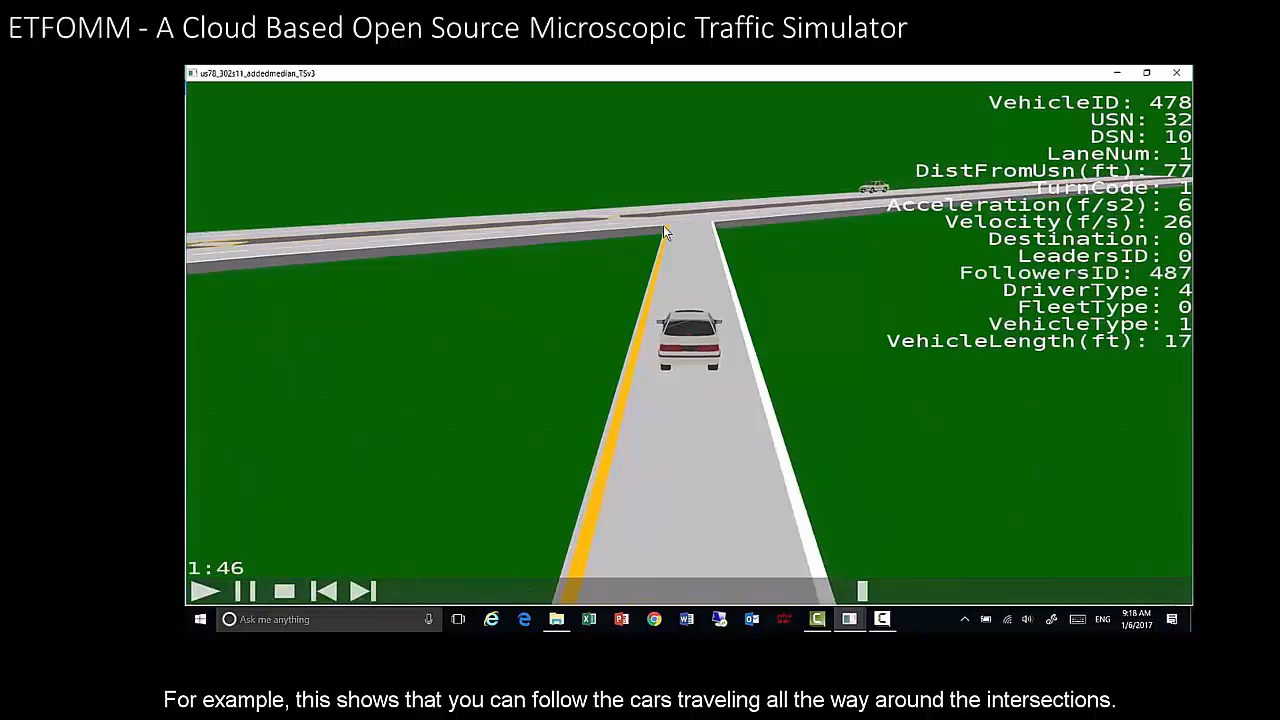 ETFOMM - A Cloud Based Open Source Microscopic Traffic Simulator
us78_302s11_addedmedian_TSv3
VehicleID: 478
USN: 32
DSN: 10
LaneNum: 1
DistFromUsn(ft): 77
TurnCode: 1
Acceleration(f/s2): 6
Velocity(f/s): 26
Destination: 0
LeadersID: 0
FollowersID: 487
DriverType: 4
FleetType: 0
VehicleType: 1
VehicleLength(ft): 17
1:46
Ask me anything
ENG
9:18 AM
1/6/2017
For example, this shows that you can follow the cars traveling all the way around the intersections.